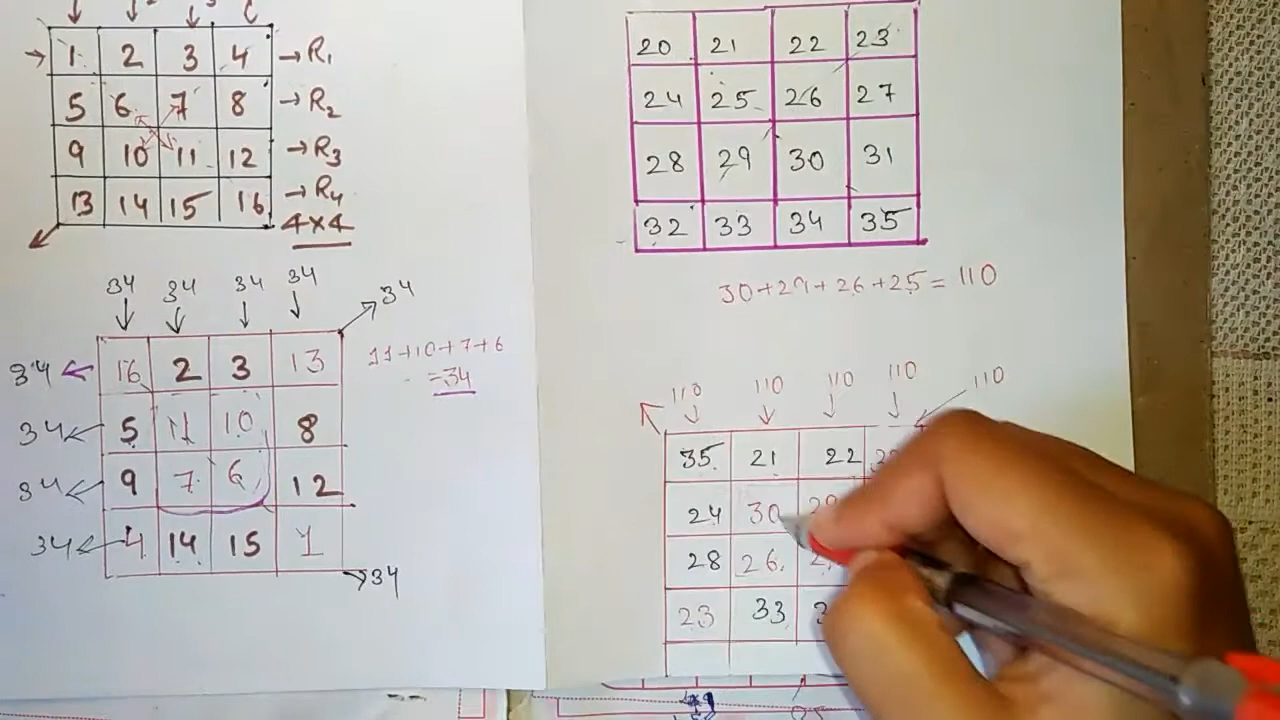 1 2 3 4 → R1
5 6 7 8 → R2
9 10 11 12 → R3
13 14 15 16 → R4
4×4
34 34 34 34 34
34 16 2 3 13
34 5 11 10 8
34 9 7 6 12
34 4 14 15 1
34
11+10+7+6
=34
20 21 22 23
24 25 26 27
28 29 30 31
32 33 34 35
30+29+26+25=110
110 110 110 110 110
35 21 22
24 30
28 26
23 33